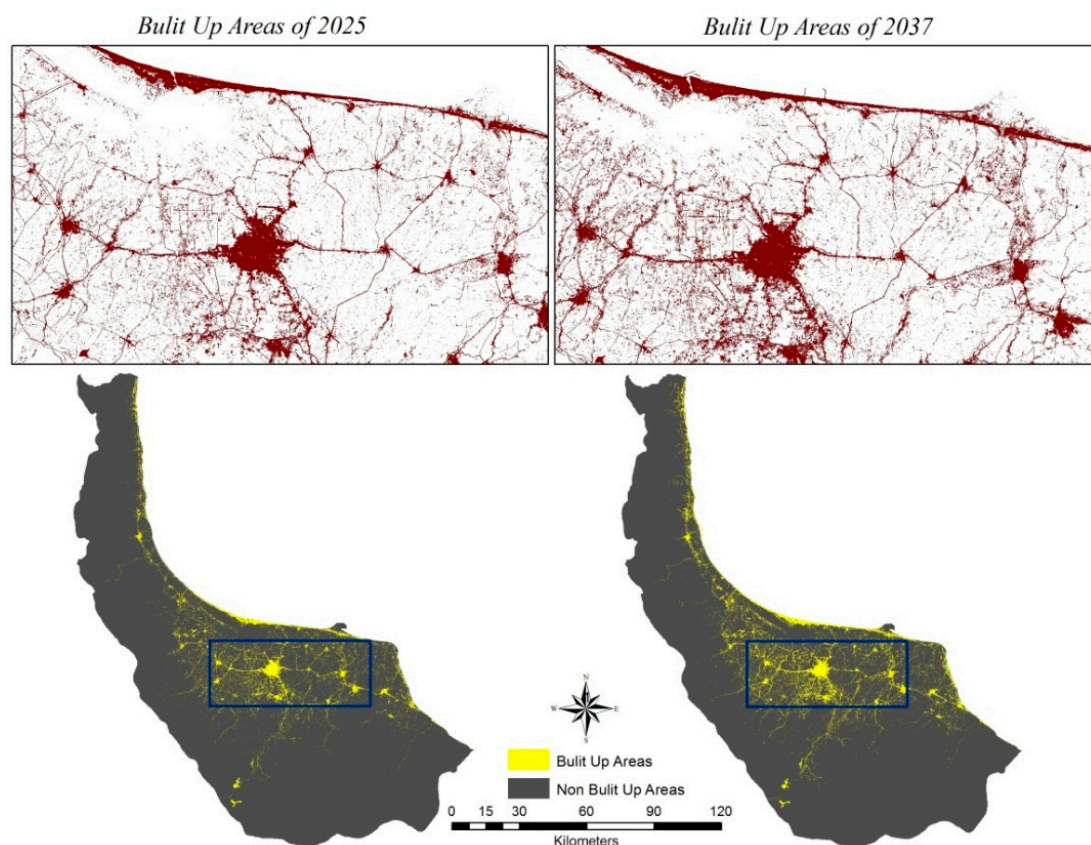 Bulit Up Areas of 2025
Bulit Up Areas of 2037
N
W E
S
Bulit Up Areas
Non Bulit Up Areas
0 15 30 60 90 120
Kilometers